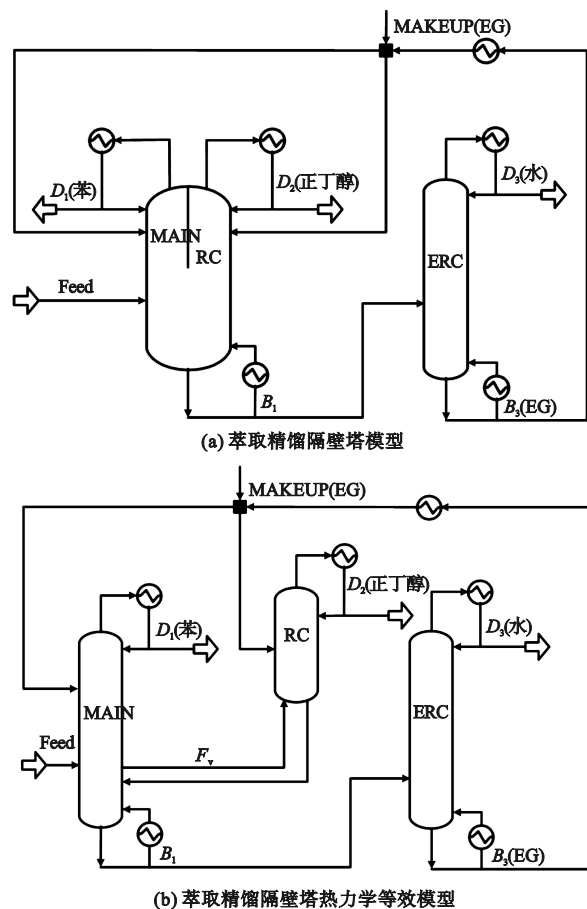 MAKEUP(EG)
D₁(苯)
D₂(正丁醇)
D₃(水)
MAIN
RC
ERC
Feed
B₁
B₃(EG)
(a) 萃取精馏隔壁塔模型
MAKEUP(EG)
D₂(正丁醇)
D₁(苯)
RC
D₃(水)
MAIN
ERC
Feed
Fᵥ
B₁
B₃(EG)
(b) 萃取精馏隔壁塔热力学等效模型